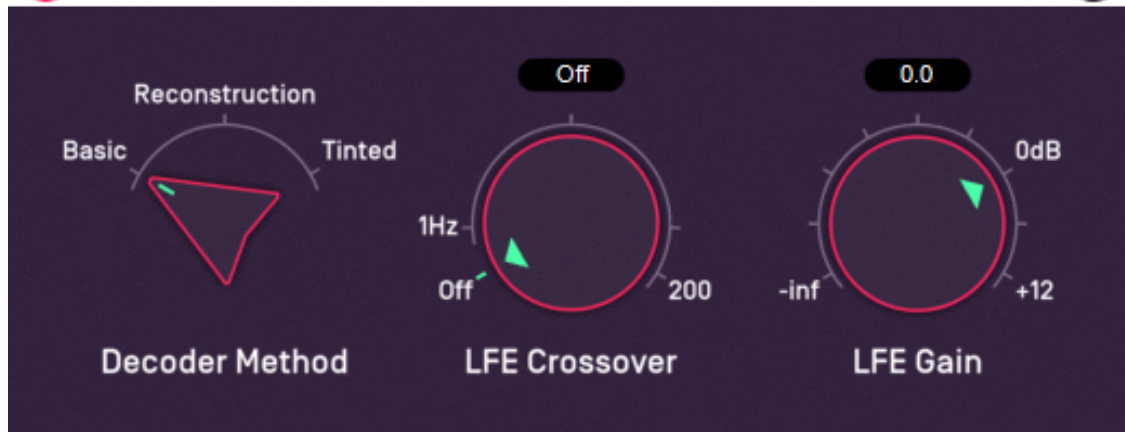 Off
0.0
Reconstruction
Basic
Tinted
1Hz
Off
200
0dB
-inf
+12
Decoder Method
LFE Crossover
LFE Gain